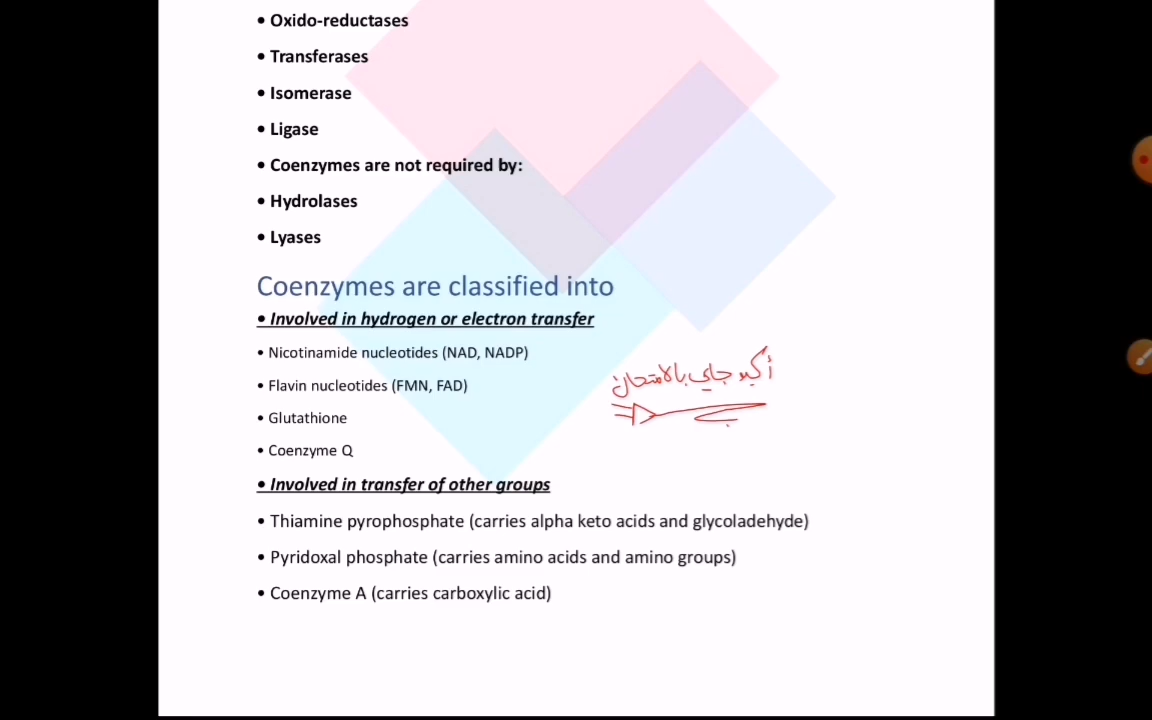 • Oxido-reductases
• Transferases
• Isomerase
• Ligase
• Coenzymes are not required by:
• Hydrolases
• Lyases
Coenzymes are classified into
• Involved in hydrogen or electron transfer
• Nicotinamide nucleotides (NAD, NADP)
• Flavin nucleotides (FMN, FAD)
أكيد جاي بالامتحان
• Glutathione
• Coenzyme Q
• Involved in transfer of other groups
• Thiamine pyrophosphate (carries alpha keto acids and glycoladehyde)
• Pyridoxal phosphate (carries amino acids and amino groups)
• Coenzyme A (carries carboxylic acid)